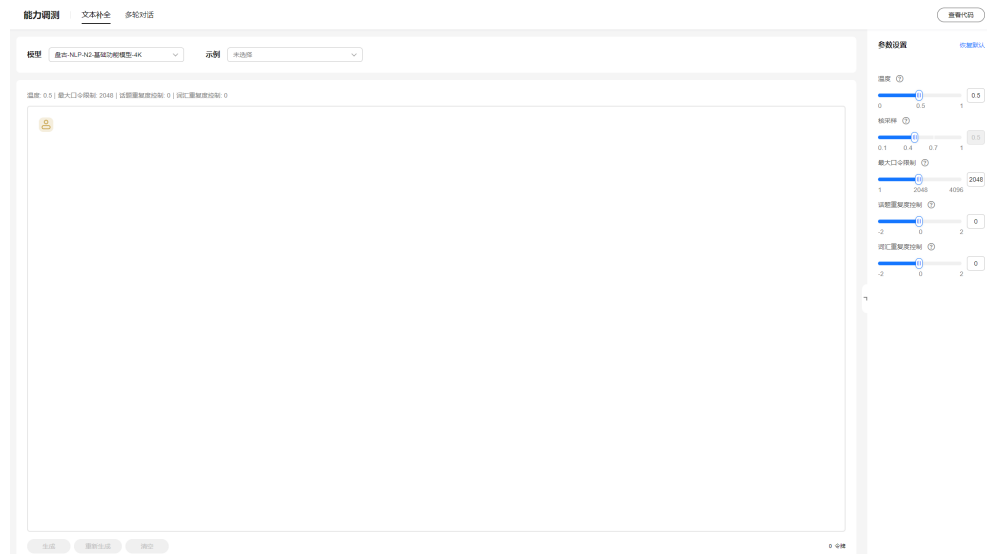 能力调测 文本补全 多轮对话 查看代码
模型 盘古-NLP-N2-基础功能模型-4K 示例 未选择
温度: 0.5 | 最大口令限制: 2048 | 话题重复度控制: 0 | 词汇重复度控制: 0
生成 重新生成 清空
0 令牌
参数设置 恢复默认
温度
0.5
0 0.5 1
核采样
0.5
0.1 0.4 0.7 1
最大口令限制
2048
1 2048 4096
话题重复度控制
0
-2 0 2
词汇重复度控制
0
-2 0 2